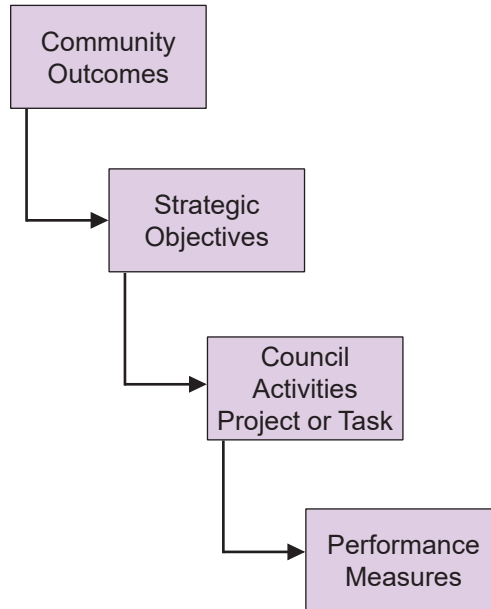 Community
Outcomes
Strategic
Objectives
Council
Activities
Project or Task
Performance
Measures